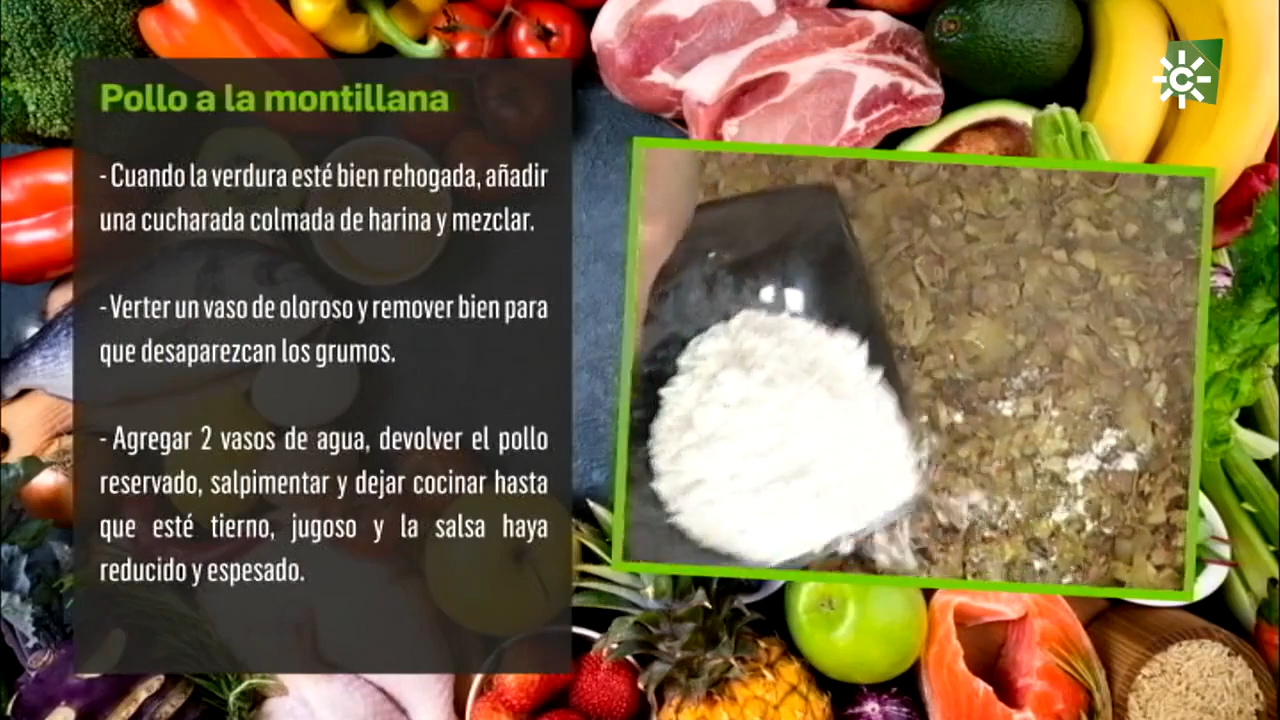 Pollo a la montillana
- Cuando la verdura esté bien rehogada, añadir
una cucharada colmada de harina y mezclar.
- Verter un vaso de oloroso y remover bien para
que desaparezcan los grumos.
- Agregar 2 vasos de agua, devolver el pollo
reservado, salpimentar y dejar cocinar hasta
que esté tierno, jugoso y la salsa haya
reducido y espesado.